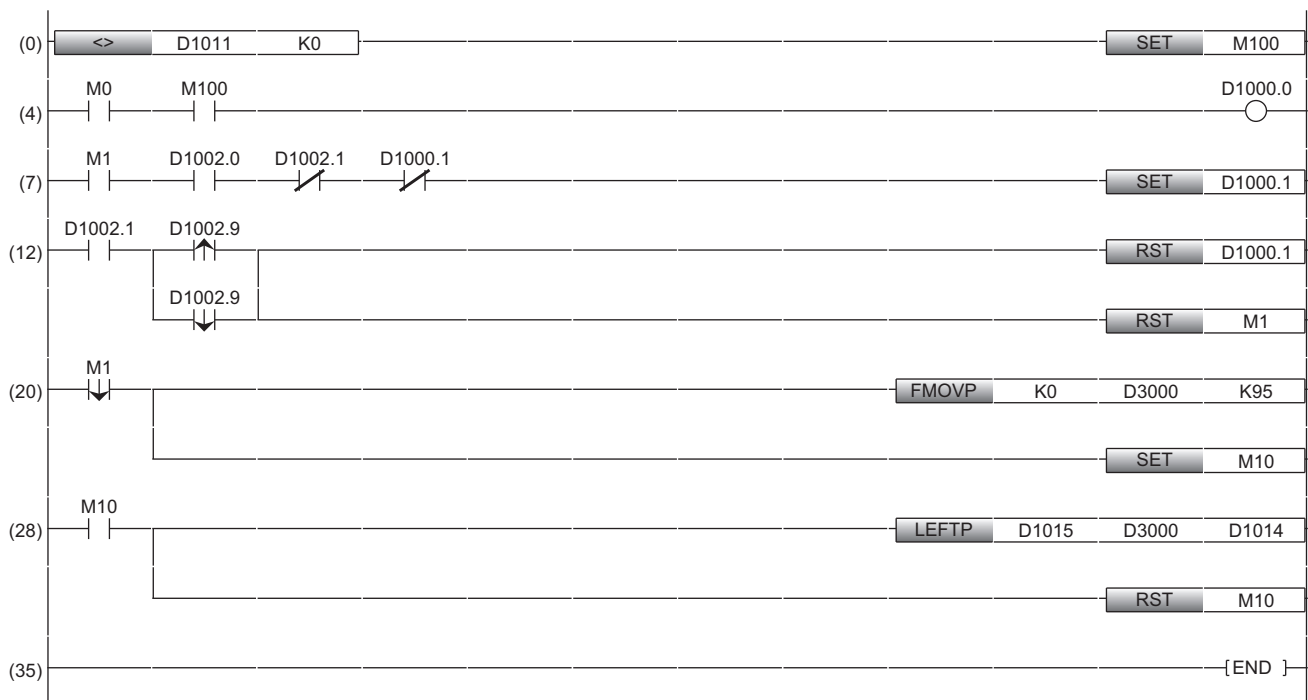 (0) <> D1011 K0 SET M100
M0 M100 D1000.0
(4)
M1 D1002.0 D1002.1 D1000.1
(7) SET D1000.1
D1002.1 D1002.9
(12) RST D1000.1
D1002.9
RST M1
M1
(20) FMOVP K0 D3000 K95
SET M10
M10
(28) LEFTP D1015 D3000 D1014
RST M10
(35) [END ]